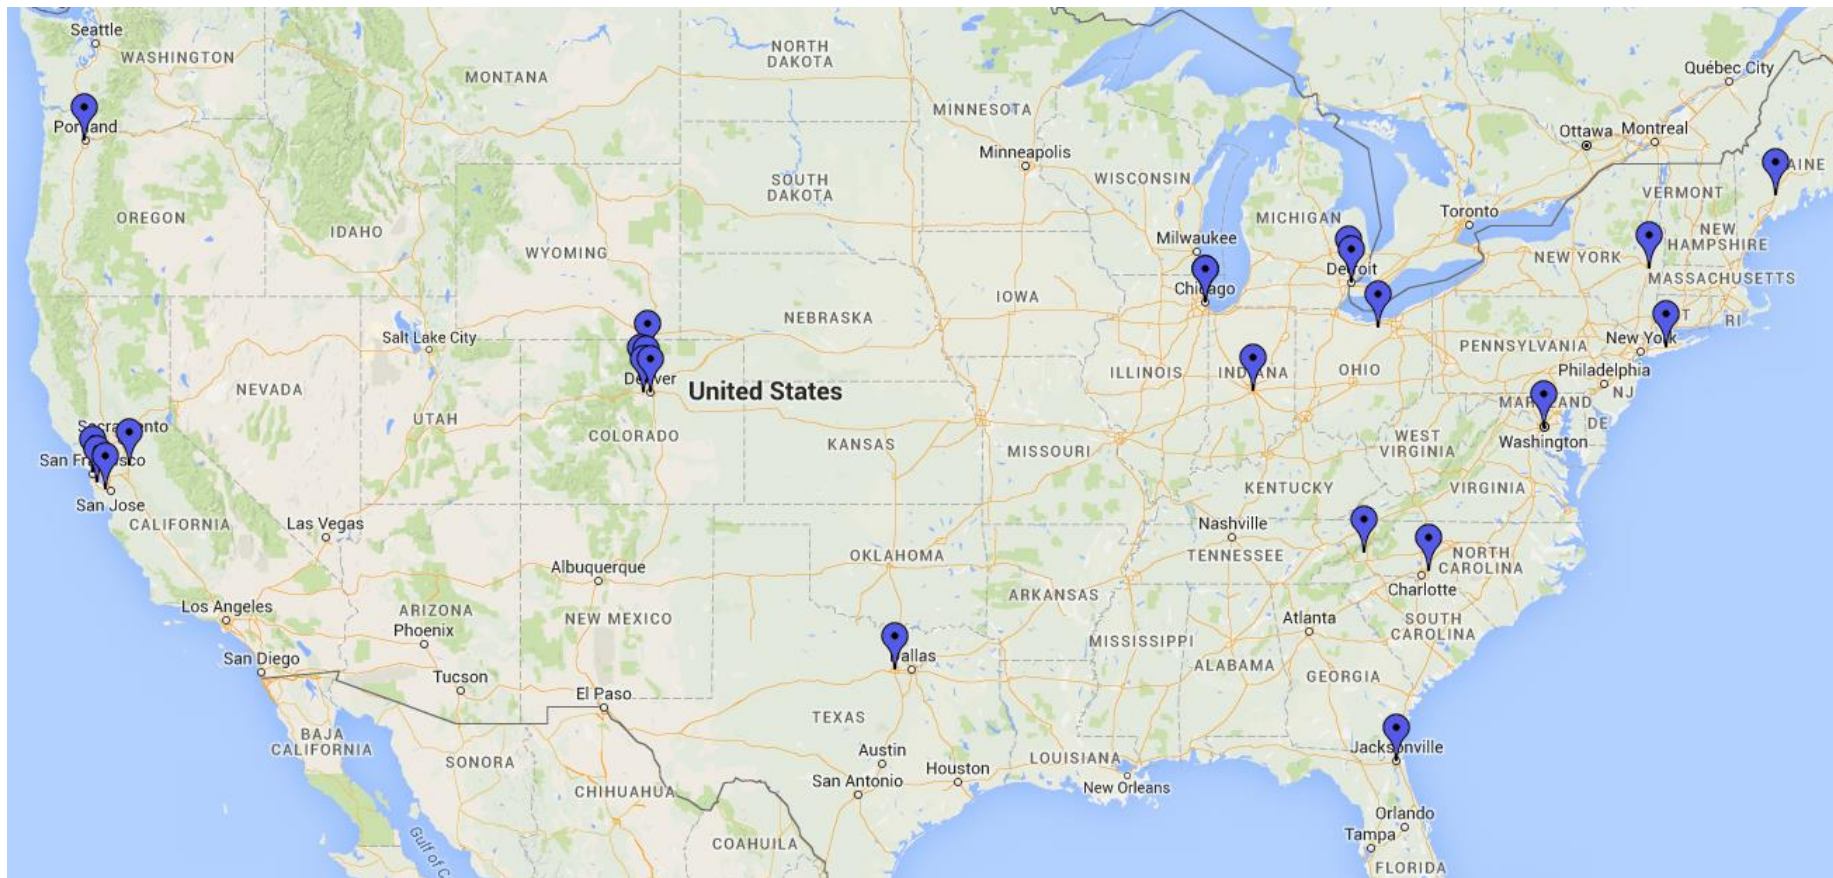 Seattle
WASHINGTON
MONTANA
NORTH
DAKOTA
MINNESOTA
Québec City
Portland
Ottawa
Montreal
Minneapolis
SOUTH
DAKOTA
WISCONSIN
MAINE
VERMONT
OREGON
IDAHO
MICHIGAN
Toronto
NEW
HAMPSHIRE
WYOMING
Milwaukee
NEW YORK
Detroit
MASSACHUSETTS
Chicago
IOWA
NEBRASKA
CT
RI
Salt Lake City
New York
PENNSYLVANIA
NEVADA
Denver
United States
ILLINOIS
INDIANA
OHIO
Philadelphia
NJ
MARYLAND
DE
UTAH
COLORADO
KANSAS
MISSOURI
WEST
VIRGINIA
Washington
Sacramento
San Francisco
San Jose
CALIFORNIA
Las Vegas
KENTUCKY
VIRGINIA
Nashville
TENNESSEE
OKLAHOMA
NORTH
CAROLINA
Albuquerque
Charlotte
ARKANSAS
Los Angeles
ARIZONA
Phoenix
NEW MEXICO
Atlanta
SOUTH
CAROLINA
MISSISSIPPI
San Diego
Tucson
Dallas
ALABAMA
GEORGIA
El Paso
TEXAS
BAJA
CALIFORNIA
SONORA
Austin
San Antonio
Houston
LOUISIANA
New Orleans
Jacksonville
CHIHUAHUA
COAHUILA
Gulf of C
Orlando
Tampa
FLORIDA